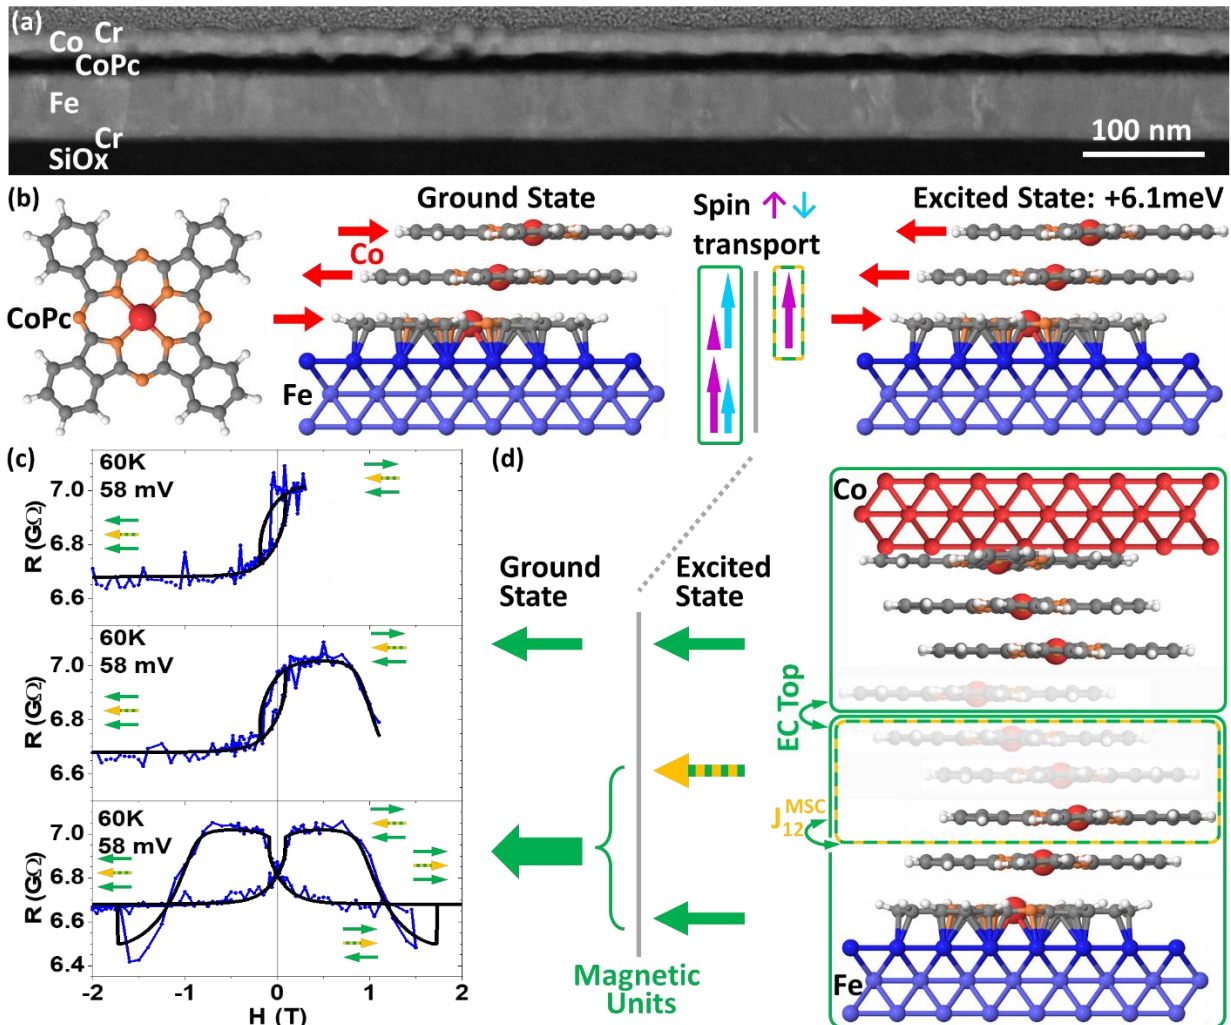 (a)
Cr
Co
CoPc
Fe
Cr
SiOx
100 nm
(b)
CoPc
Ground State
Co
Fe
Spin ↑↓
transport
Excited State: +6.1meV
(c)
60K
58 mV
R (GΩ)
7.0
6.8
6.6
60K
58 mV
R (GΩ)
7.0
6.8
6.6
60K
58 mV
R (GΩ)
7.0
6.8
6.6
6.4
-2 -1 0 1 2
H (T)
(d)
Ground
State
Excited
State
Magnetic
Units
Co
EC Top
J₁₂ᴹˢᶜ
Fe